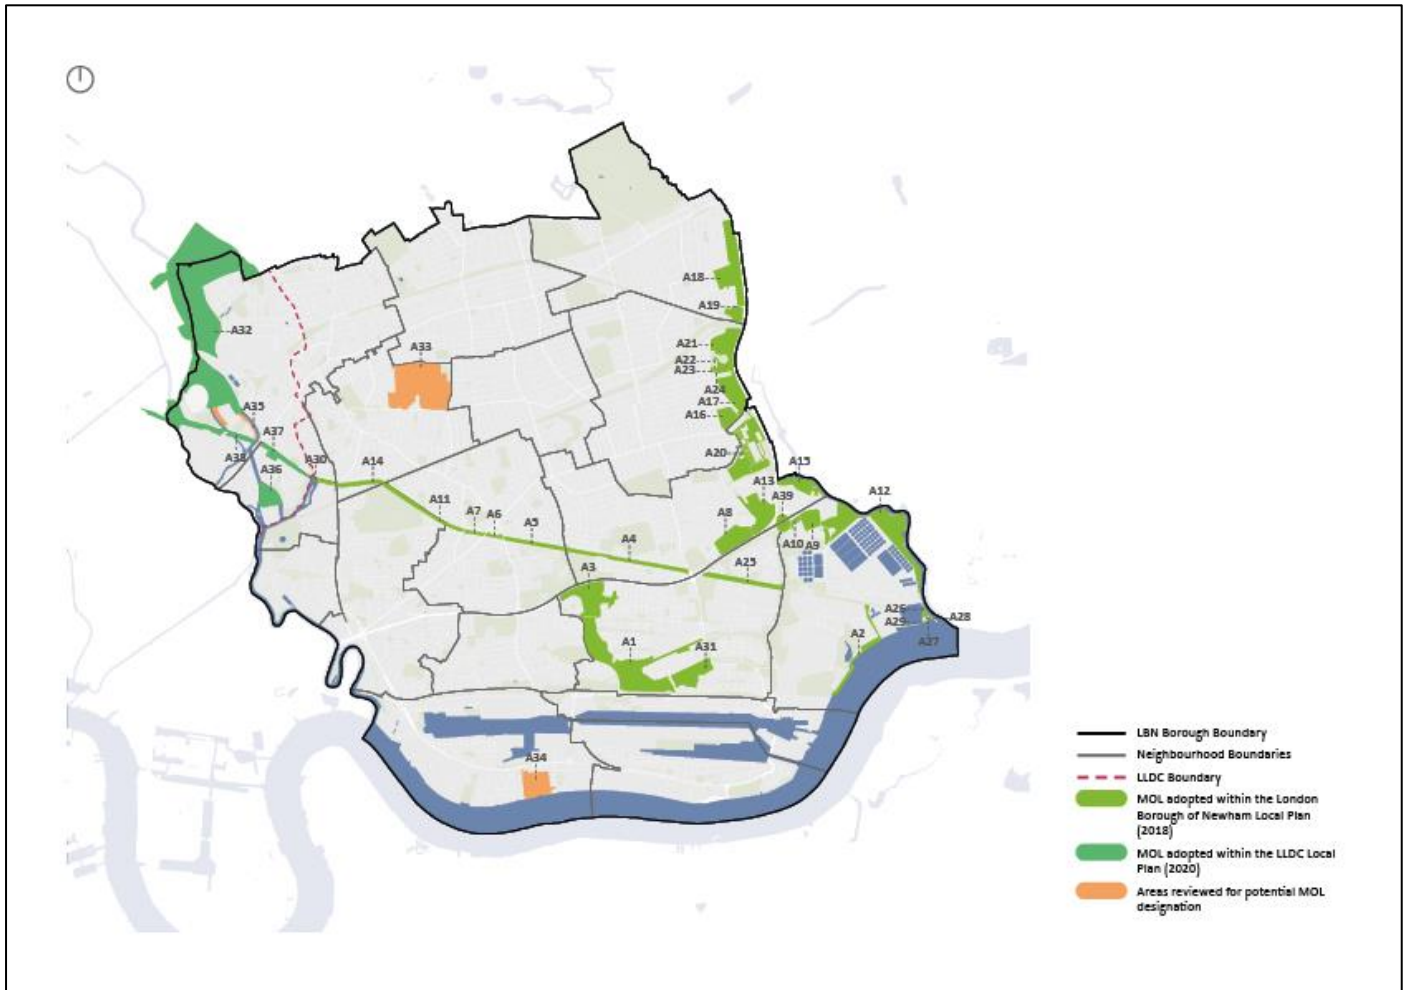 A18
A19
A32
A21
A33
A22
A23
A24
A17
A35
A16
A37
A20
A38
A30
A14
A15
A36
A13
A12
A11
A39
A7
A6
A8
A5
A10
A9
A4
A3
A25
A26
A28
A29
A1
A31
A2
A27
LBN Borough Boundary
Neighbourhood Boundaries
A34
LLDC Boundary
MOL adopted within the London
Borough of Newham Local Plan
(2018)
MOL adopted within the LLDC Local
Plan (2020)
Areas reviewed for potential MOL
designation